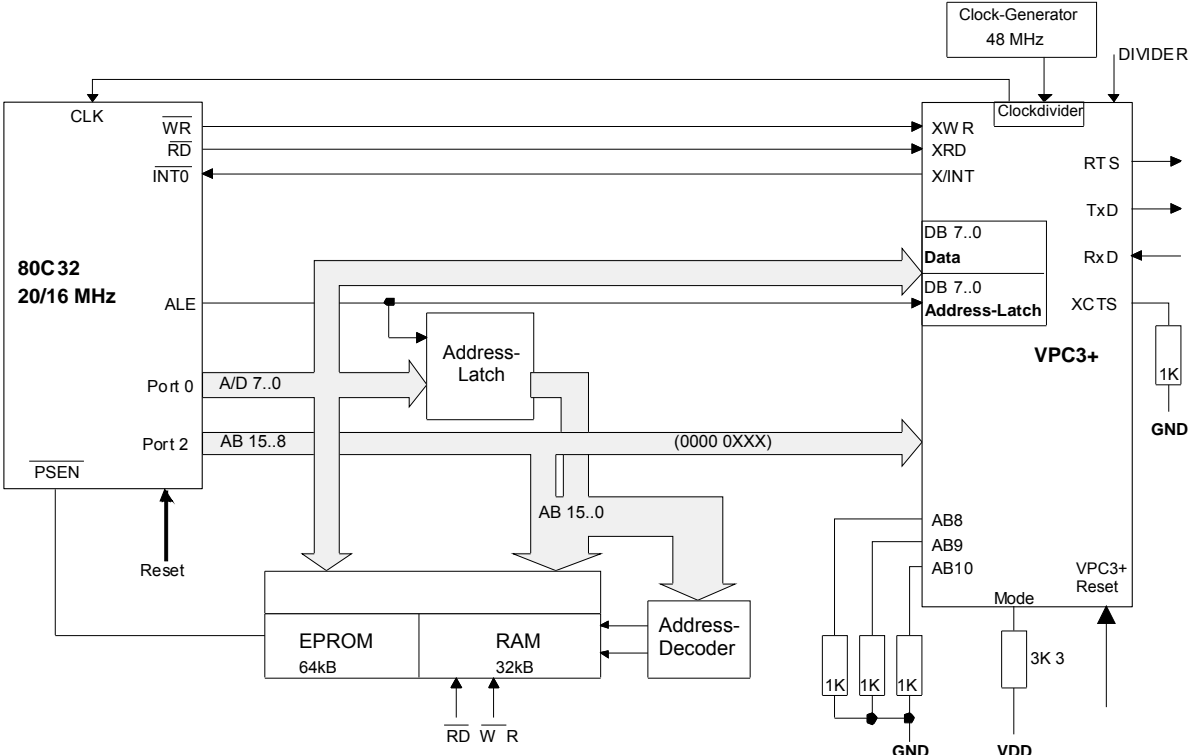 Clock-Generator
48 MHz
DIVIDER
CLK
Clockdivider
WR
XWR
RD
XRD
RTS
INT0
X/INT
TxD
DB 7..0
Data
RxD
80C32
20/16 MHz
DB 7..0
Address-Latch
ALE
XCTS
Address-
Latch
VPC3+
Port 0
A/D 7..0
1K
GND
Port 2
AB 15..8
(0000 0XXX)
PSEN
AB 15..0
AB8
AB9
AB10
Reset
VPC3+
Reset
Mode
EPROM
64kB
RAM
32kB
Address-
Decoder
3K3
1K
1K
1K
RD
WR
GND
VDD